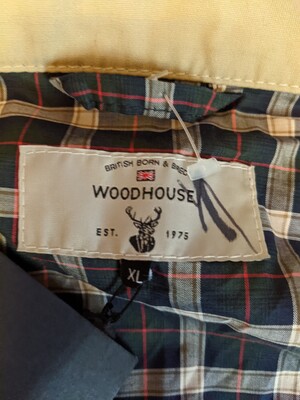 BRITISH BORN & BRED
WOODHOUSE
EST. 1975
XL